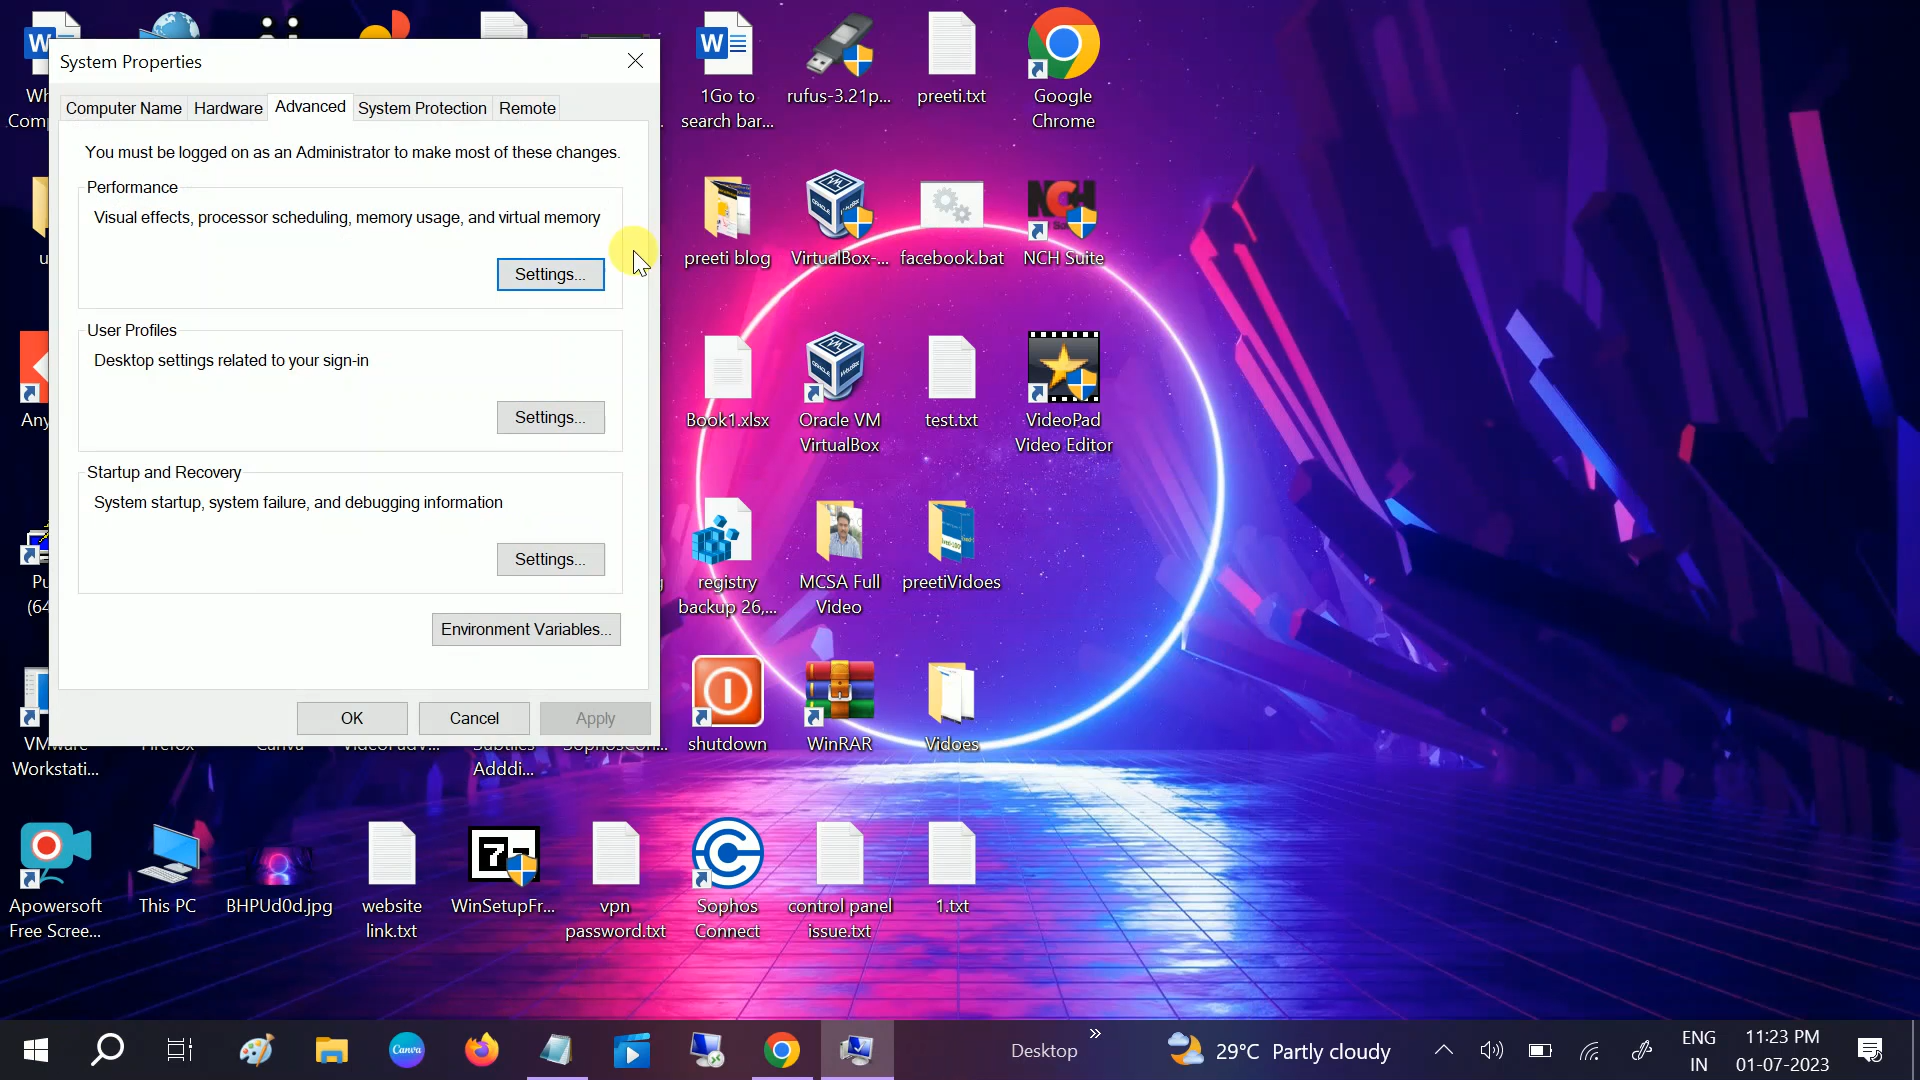 System Properties
Computer Name
Hardware
Advanced
System Protection
Remote
You must be logged on as an Administrator to make most of these changes.
Performance
Visual effects, processor scheduling, memory usage, and virtual memory
Settings...
User Profiles
Desktop settings related to your sign-in
Settings...
Startup and Recovery
System startup, system failure, and debugging information
Settings...
Environment Variables...
OK
Cancel
Apply
1Go to
search bar...
rufus-3.21p...
preeti.txt
Google
Chrome
preeti blog
VirtualBox-...
facebook.bat
NCH Suite
Book1.xlsx
Oracle VM
VirtualBox
test.txt
VideoPad
Video Editor
registry
backup 26,...
MCSA Full
Video
preetiVidoes
VMware
Workstati...
Adddi...
shutdown
WinRAR
Vidoes
Apowersoft
Free Scree...
This PC
BHPUd0d.jpg
website
link.txt
WinSetupFr...
vpn
password.txt
Sophos
Connect
control panel
issue.txt
1.txt
Canva
Desktop
29°C Partly cloudy
ENG
IN
11:23 PM
01-07-2023